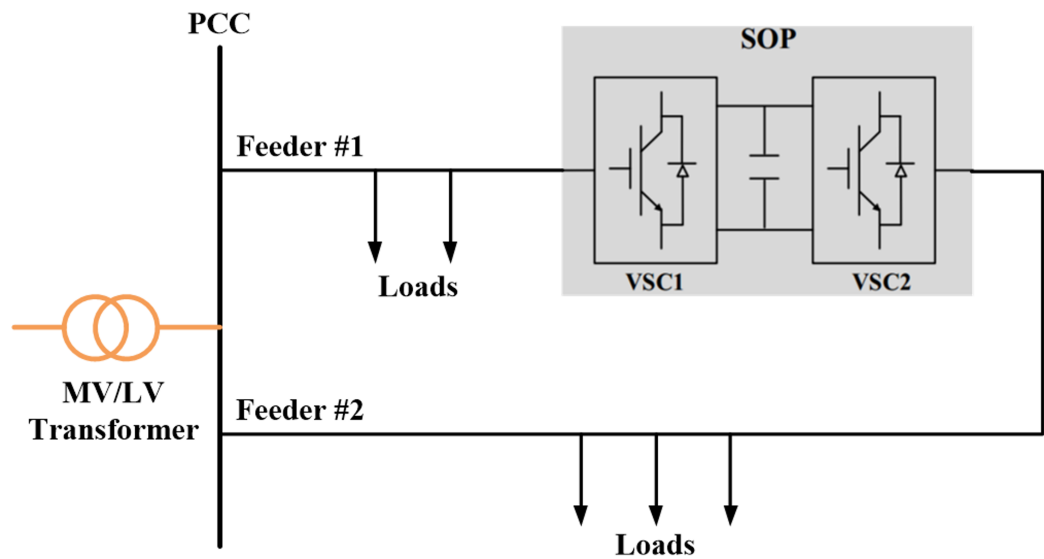 PCC
SOP
Feeder #1
Loads
VSC1
VSC2
MV/LV
Transformer
Feeder #2
Loads